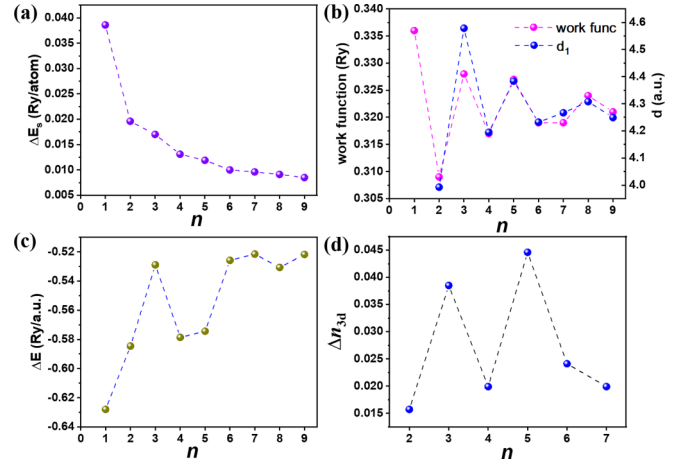 (a)
0.040
0.035
0.030
0.025
0.020
0.015
0.010
0.005
ΔEs (Ry/atom)
0 1 2 3 4 5 6 7 8 9
n
(b)
0.340
0.335
0.330
0.325
0.320
0.315
0.310
0.305
work function (Ry)
work func
d1
4.6
4.5
4.4
4.3
4.2
4.1
4.0
d (a.u.)
0 1 2 3 4 5 6 7 8 9
n
(c)
-0.52
-0.54
-0.56
-0.58
-0.60
-0.62
-0.64
ΔE (Ry/a.u.)
0 1 2 3 4 5 6 7 8 9
n
(d)
0.045
0.040
0.035
0.030
0.025
0.020
0.015
Δn3d
2 3 4 5 6 7
n